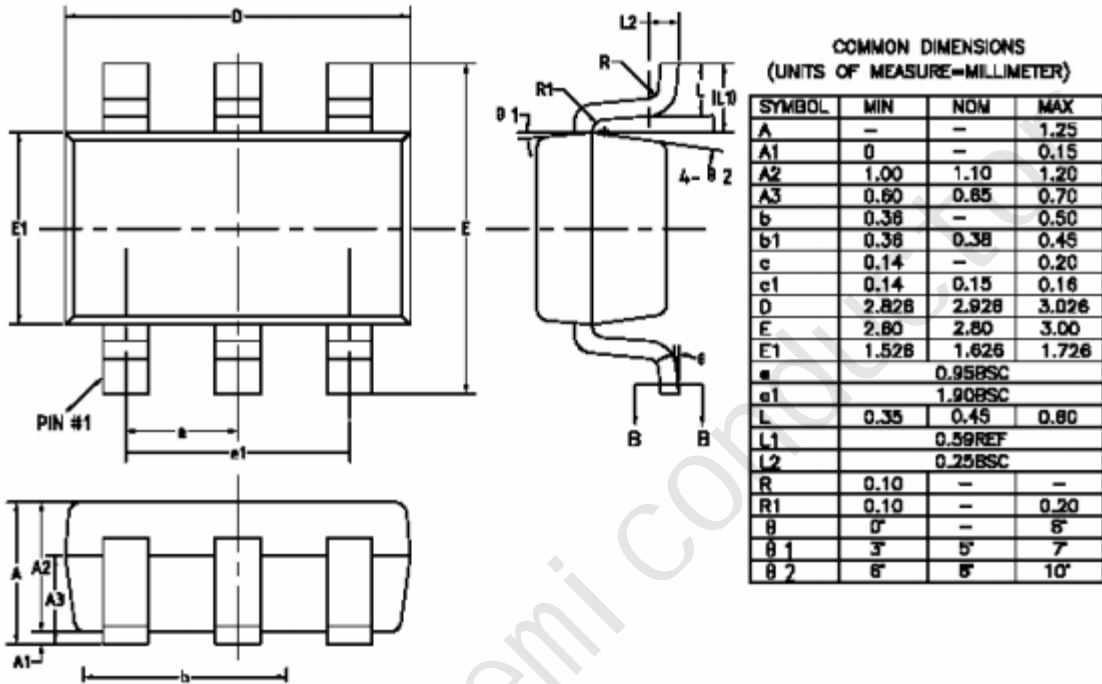 D
L2
R
R1
L
(L1)
θ 1
4- θ 2
E1
E
θ
PIN #1
e
e1
B B
A
A2
A3
A1
b
COMMON DIMENSIONS
(UNITS OF MEASURE=MILLIMETER)
SYMBOL MIN NOM MAX
A - - 1.25
A1 0 - 0.15
A2 1.00 1.10 1.20
A3 0.60 0.65 0.70
b 0.36 - 0.50
b1 0.36 0.38 0.45
c 0.14 - 0.20
c1 0.14 0.15 0.16
D 2.826 2.926 3.026
E 2.60 2.80 3.00
E1 1.526 1.626 1.726
e 0.95BSC
e1 1.90BSC
L 0.35 0.45 0.60
L1 0.59REF
L2 0.25BSC
R 0.10 - -
R1 0.10 - 0.20
θ 0° - 8°
θ 1 3° 5° 7°
θ 2 6° 8° 10°
emi conductor